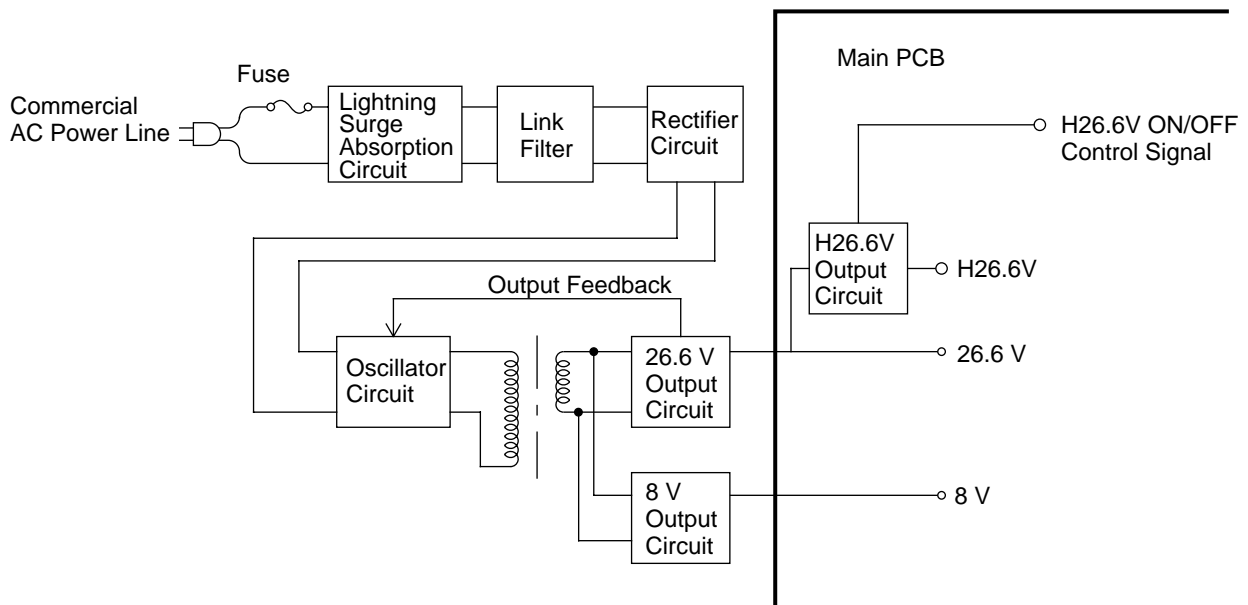 Main PCB
Fuse
Commercial
AC Power Line
Lightning
Surge
Absorption
Circuit
Link
Filter
Rectifier
Circuit
H26.6V ON/OFF
Control Signal
H26.6V
Output
Circuit
H26.6V
Output Feedback
Oscillator
Circuit
26.6 V
Output
Circuit
26.6 V
8 V
Output
Circuit
8 V